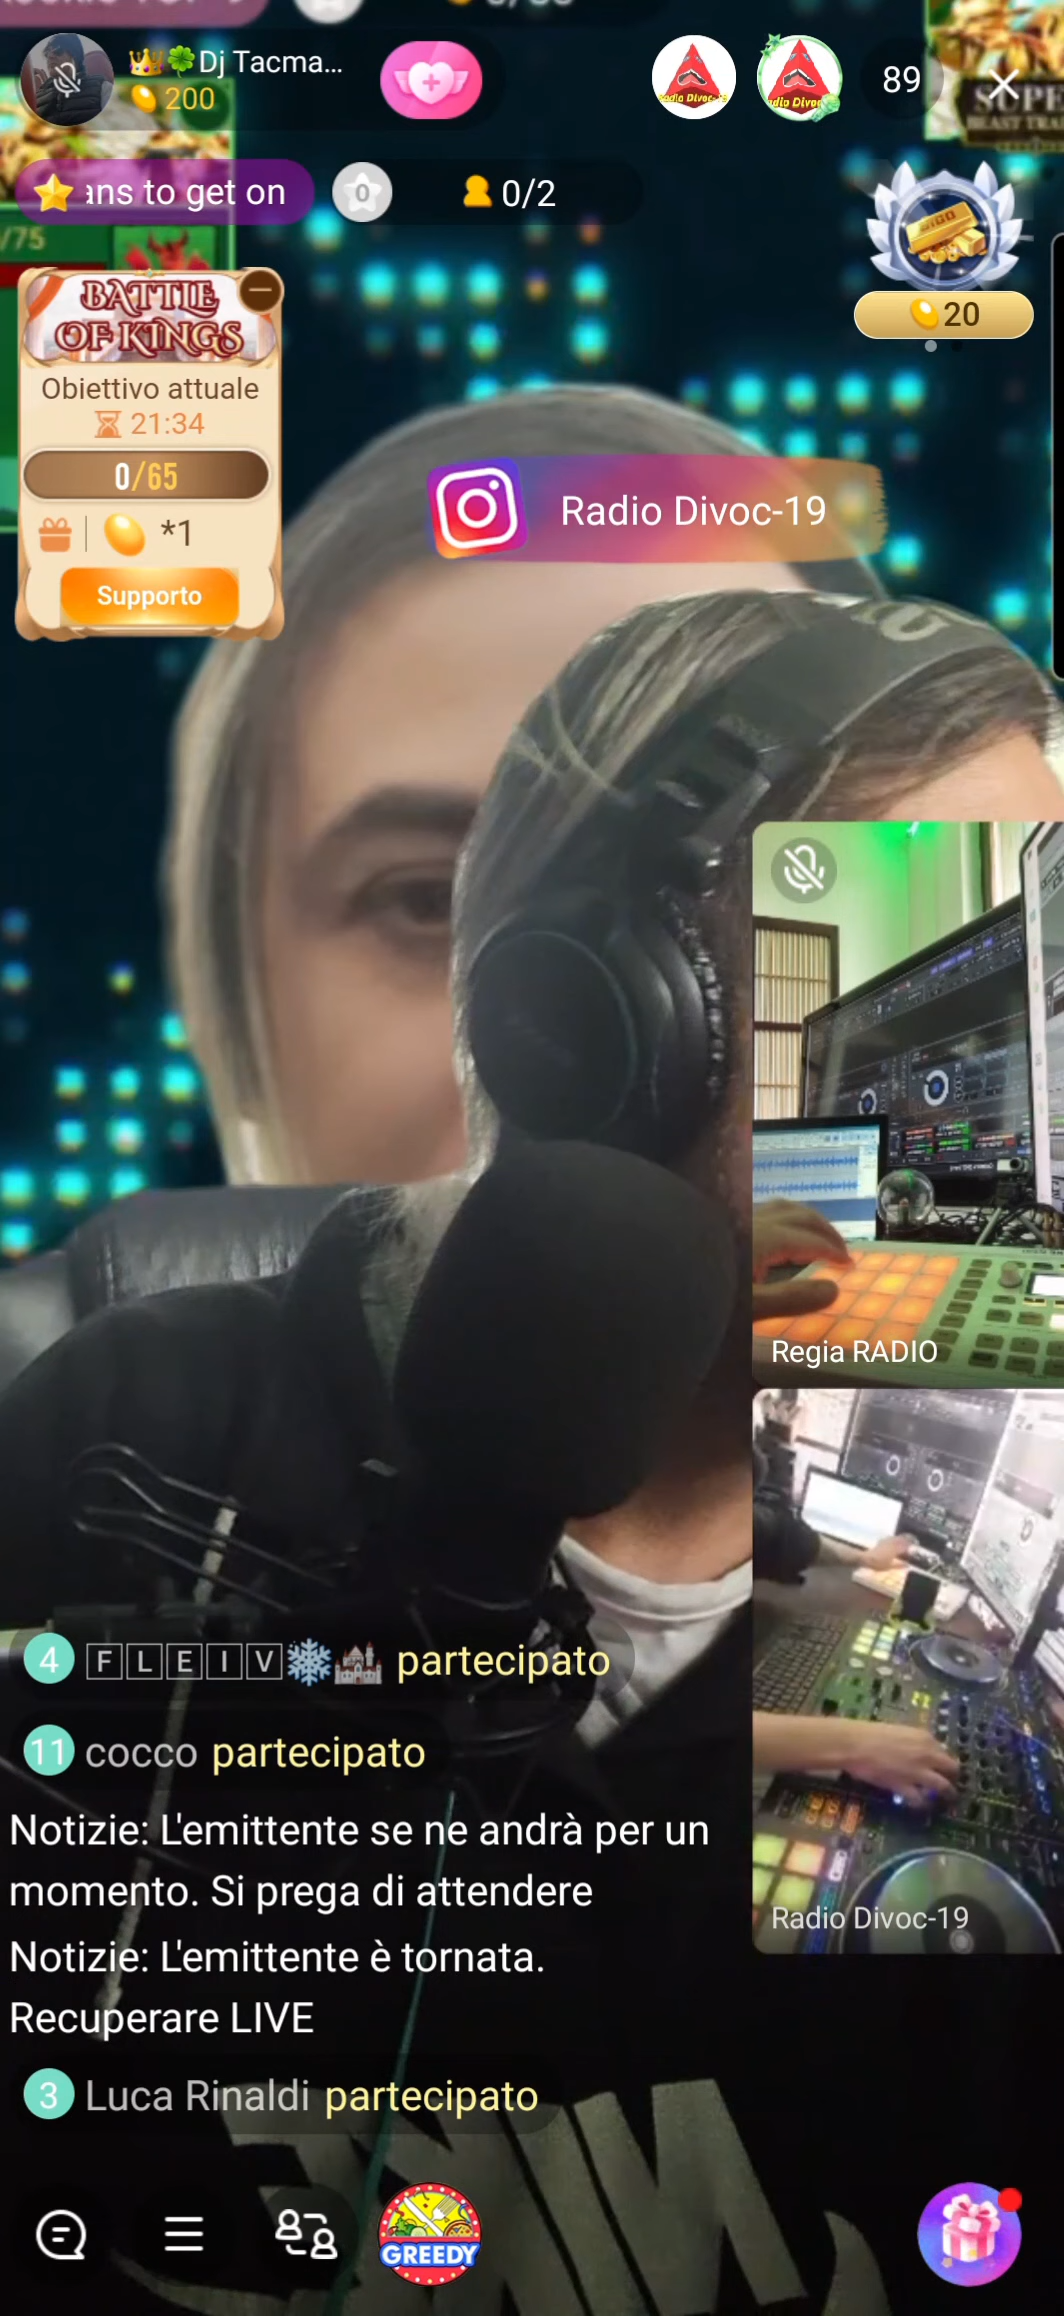 Dj Tacma...
200
89
SUPE
ans to get on
0
0/2
/75
BIGO
20
BATTLE
OF KINGS
Obiettivo attuale
21:34
0/65
*1
Supporto
Radio Divoc-19
Regia RADIO
4 🄵🄻🄴🄸🅅❄️🏰 partecipato
11 cocco partecipato
Notizie: L'emittente se ne andrà per un
momento. Si prega di attendere
Radio Divoc-19
Notizie: L'emittente è tornata.
Recuperare LIVE
3 Luca Rinaldi partecipato
GREEDY